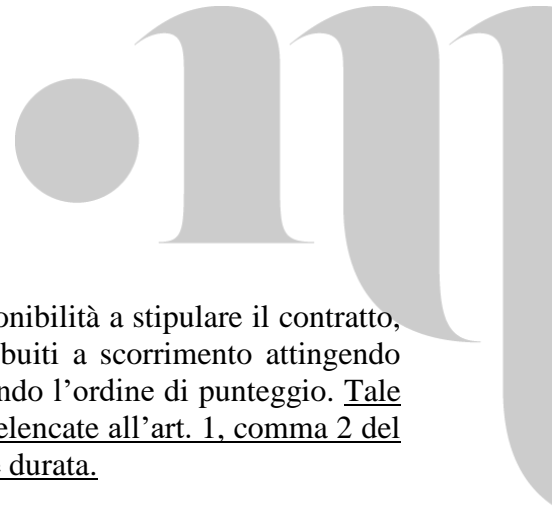 onibilità a stipulare il contratto,
buiti a scorrimento attingendo
ndo l’ordine di punteggio. Tale
elencate all’art. 1, comma 2 del
e durata.